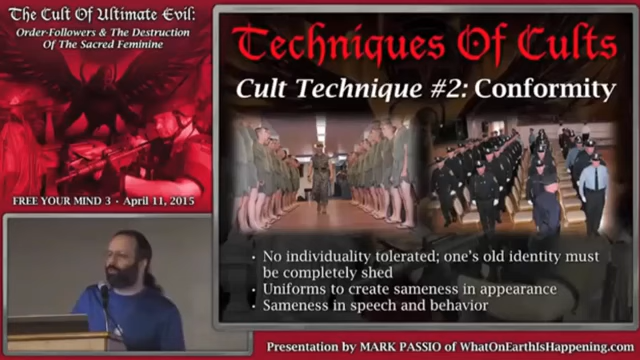 The Cult Of Ultimate Evil:
Order-Followers & The Destruction
Of The Sacred Feminine
FREE YOUR MIND 3 · April 11, 2015
Techniques Of Cults
Cult Technique #2: Conformity
• No individuality tolerated; one's old identity must
be completely shed
• Uniforms to create sameness in appearance
• Sameness in speech and behavior
Presentation by MARK PASSIO of WhatOnEarthIsHappening.com